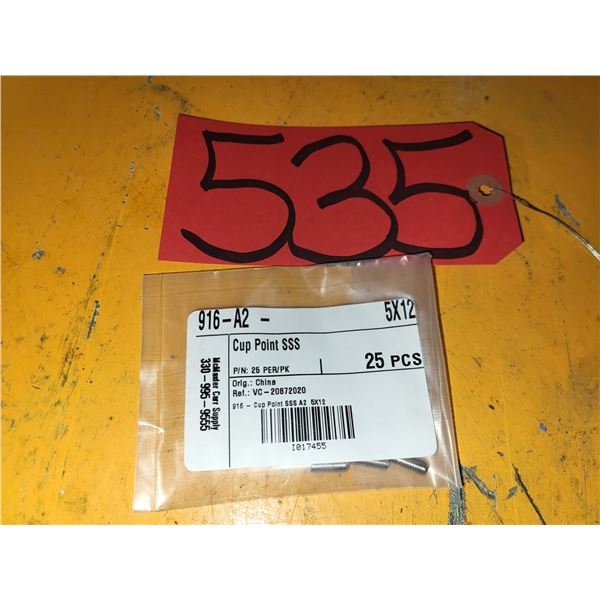 535
916-A2 - 5X12
Cup Point SSS
P/N: 25 PER/PK 25 PCS
Orig.: China
Ref.: VC-20872020
916 - Cup Point SSS A2 5X12
I017455
McMaster Carr Supply
330-995-9555